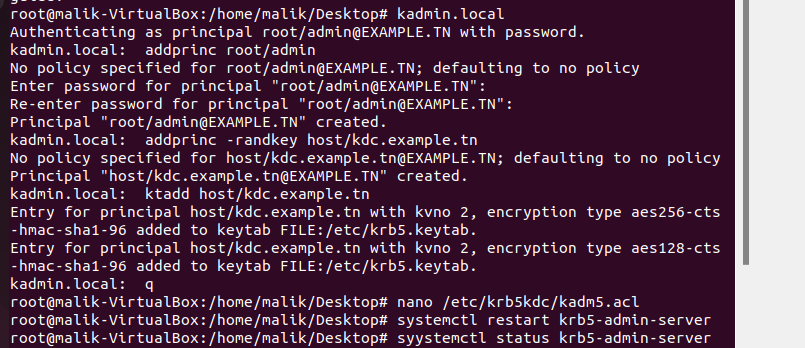 root@malik-VirtualBox:/home/malik/Desktop# kadmin.local
Authenticating as principal root/admin@EXAMPLE.TN with password.
kadmin.local:  addprinc root/admin
No policy specified for root/admin@EXAMPLE.TN; defaulting to no policy
Enter password for principal "root/admin@EXAMPLE.TN":
Re-enter password for principal "root/admin@EXAMPLE.TN":
Principal "root/admin@EXAMPLE.TN" created.
kadmin.local:  addprinc -randkey host/kdc.example.tn
No policy specified for host/kdc.example.tn@EXAMPLE.TN; defaulting to no policy
Principal "host/kdc.example.tn@EXAMPLE.TN" created.
kadmin.local:  ktadd host/kdc.example.tn
Entry for principal host/kdc.example.tn with kvno 2, encryption type aes256-cts
-hmac-sha1-96 added to keytab FILE:/etc/krb5.keytab.
Entry for principal host/kdc.example.tn with kvno 2, encryption type aes128-cts
-hmac-sha1-96 added to keytab FILE:/etc/krb5.keytab.
kadmin.local:  q
root@malik-VirtualBox:/home/malik/Desktop# nano /etc/krb5kdc/kadm5.acl
root@malik-VirtualBox:/home/malik/Desktop# systemctl restart krb5-admin-server
root@malik-VirtualBox:/home/malik/Desktop# syystemctl status krb5-admin-server